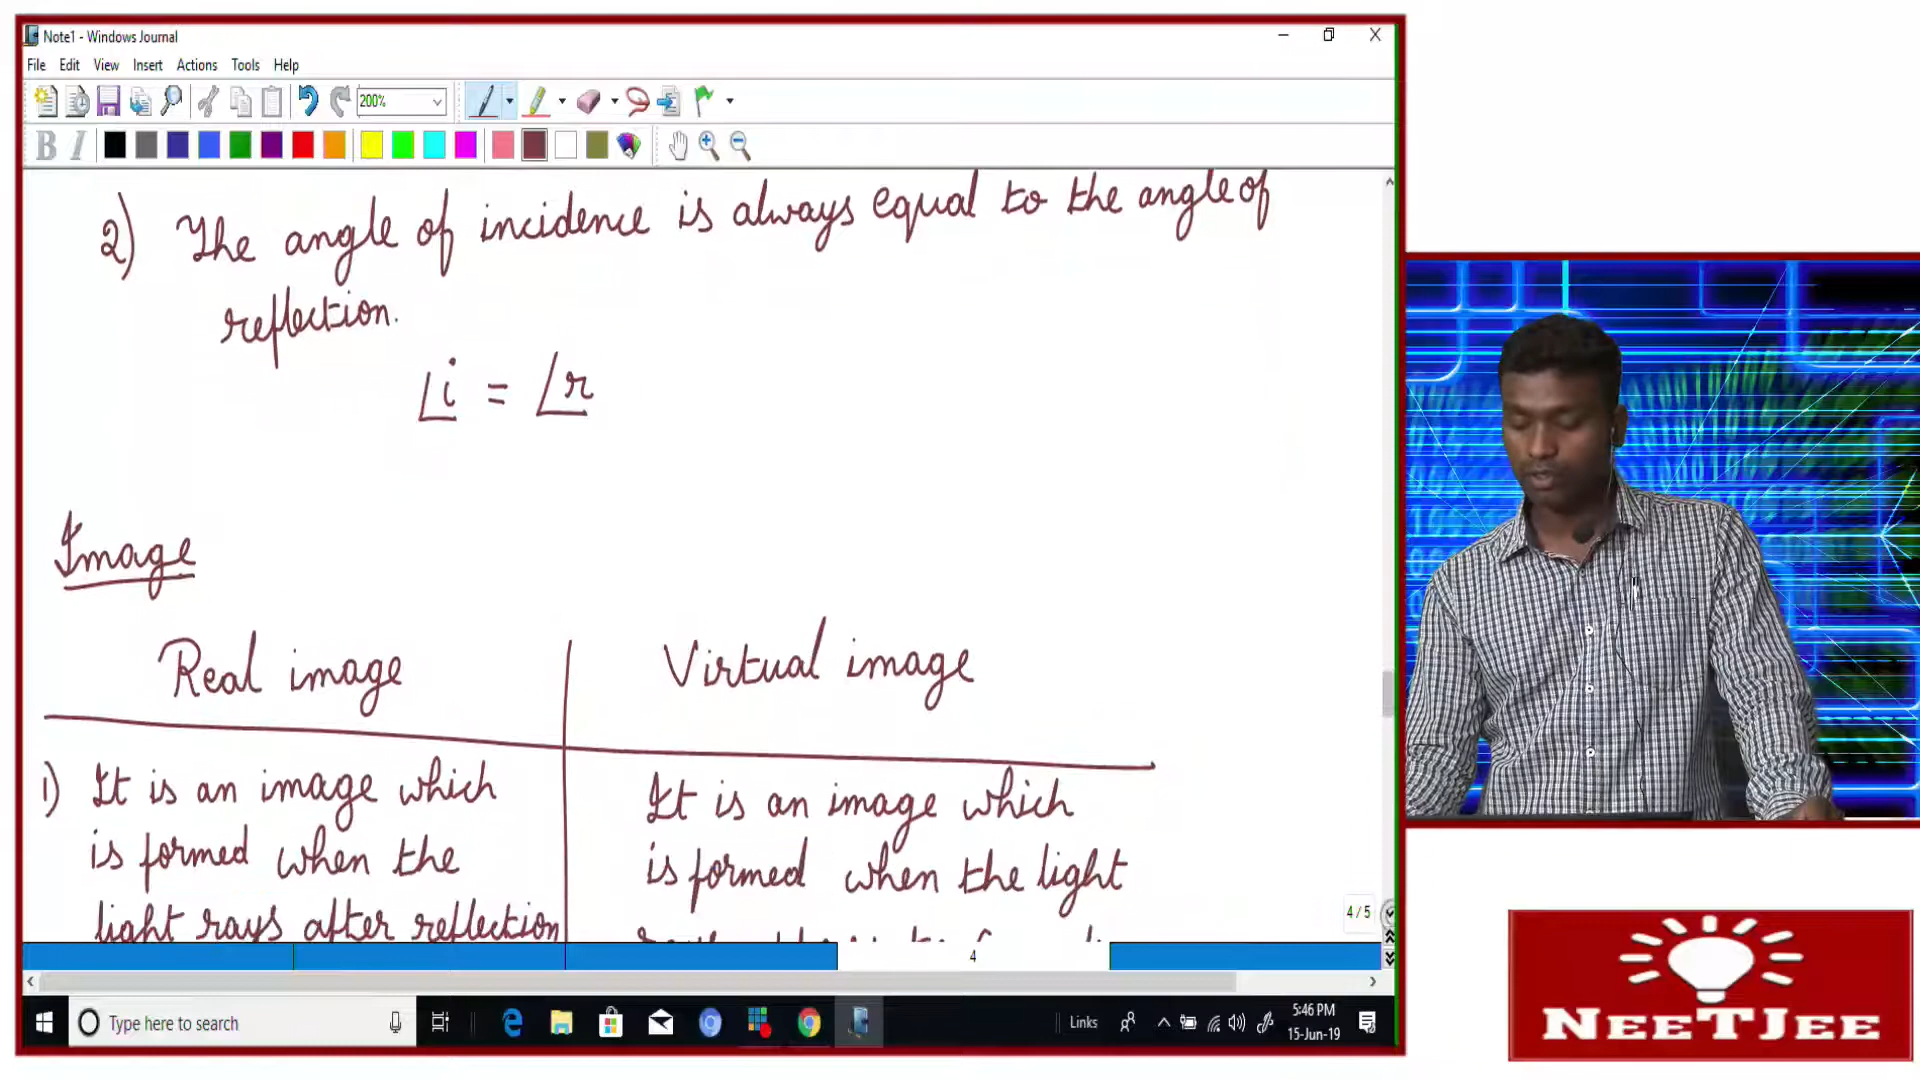 Note1 - Windows Journal
File Edit View Insert Actions Tools Help
200%
B I
2) The angle of incidence is always equal to the angle of
reflection.
∠i = ∠r
Image
Real image
Virtual image
1) It is an image which
is formed when the
light rays after reflection
It is an image which
is formed when the light
4 / 5
4
Type here to search
Links
5:46 PM
15-Jun-19
NEETJEE